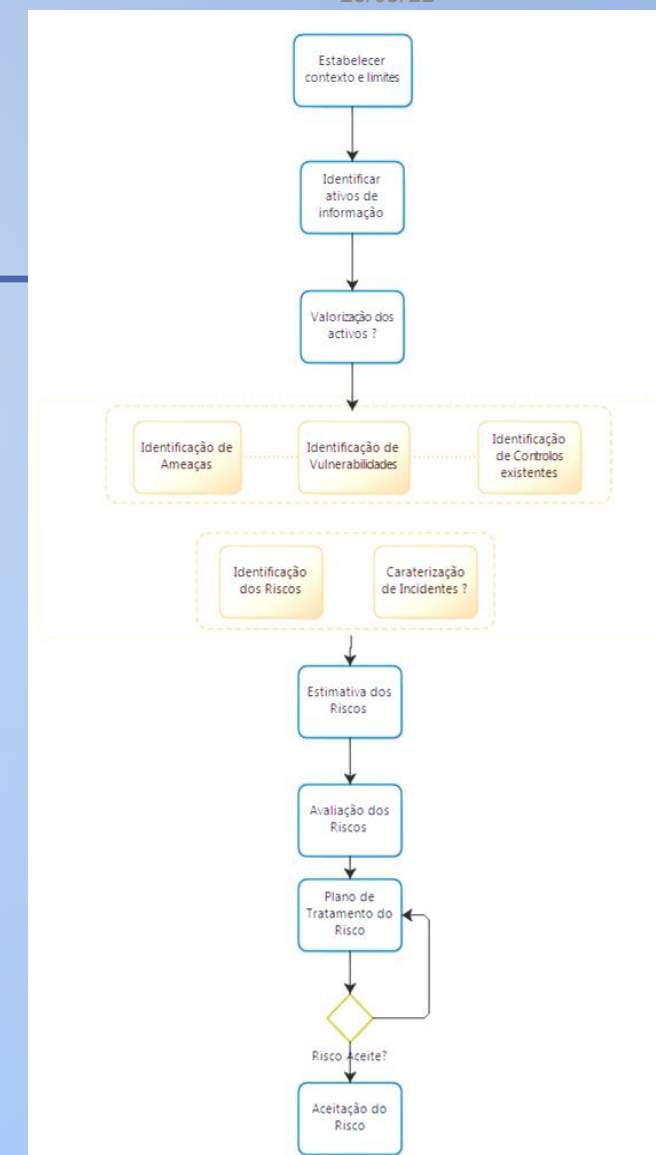 Estabelecer
contexto e limites
Identificar
ativos de
informação
Valorização dos
activos ?
Identificação de
Ameaças
Identificação de
Vulnerabilidades
Identificação
de Controlos
existentes
Identificação
dos Riscos
Caraterização
de Incidentes ?
Estimativa dos
Riscos
Avaliação dos
Riscos
Plano de
Tratamento do
Risco
Risco Aceite?
Aceitação do
Risco